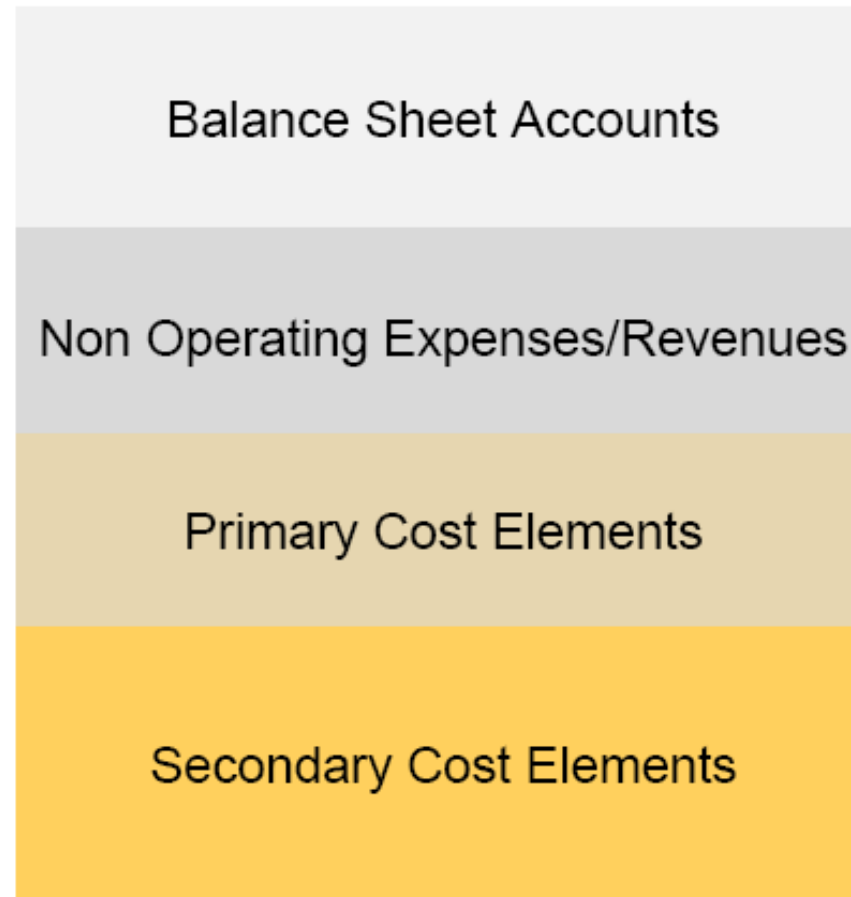 Balance Sheet Accounts
Non Operating Expenses/Revenues
Primary Cost Elements
Secondary Cost Elements